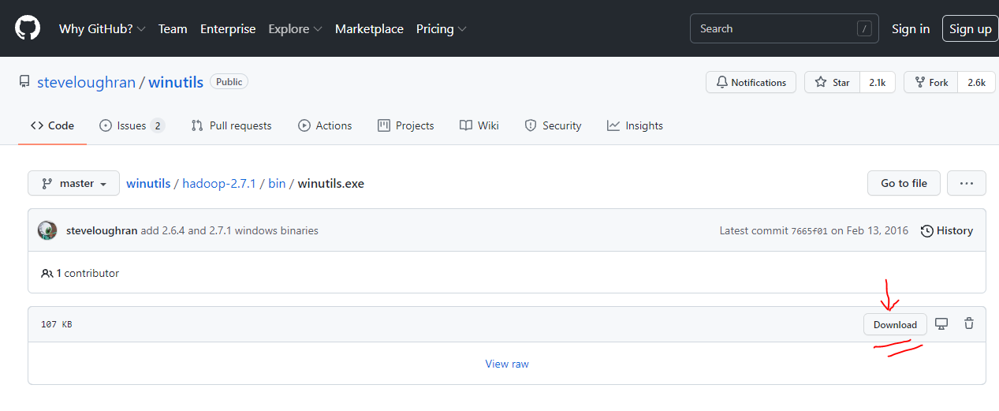 Why GitHub? Team Enterprise Explore Marketplace Pricing Search / Sign in Sign up
steveloughran / winutils Public Notifications Star 2.1k Fork 2.6k
Code Issues 2 Pull requests Actions Projects Wiki Security Insights
master winutils / hadoop-2.7.1 / bin / winutils.exe Go to file ...
steveloughran add 2.6.4 and 2.7.1 windows binaries Latest commit 7665f01 on Feb 13, 2016 History
1 contributor
107 KB Download
View raw